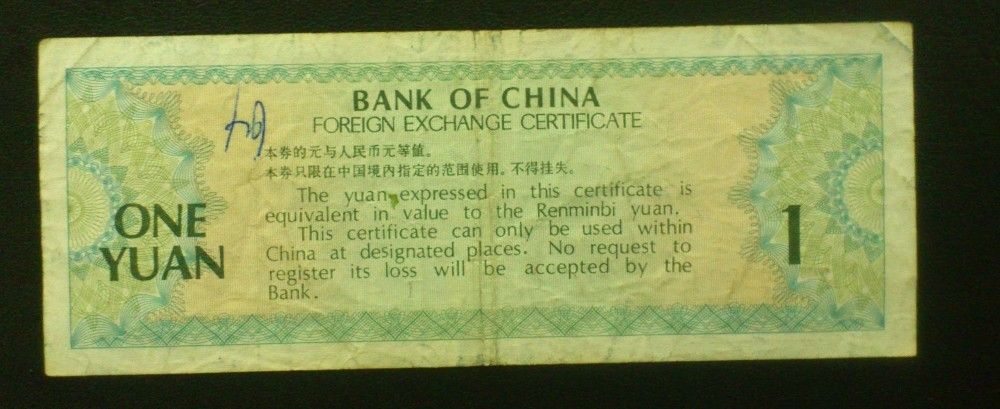 BANK OF CHINA
FOREIGN EXCHANGE CERTIFICATE
本券的元与人民币元等值。
本券只限在中国境内指定的范围使用。不得挂失。
The yuan expressed in this certificate is
equivalent in value to the Renminbi yuan.
This certificate can only be used within
China at designated places. No request to
register its loss will be accepted by the
Bank.
ONE
YUAN
1